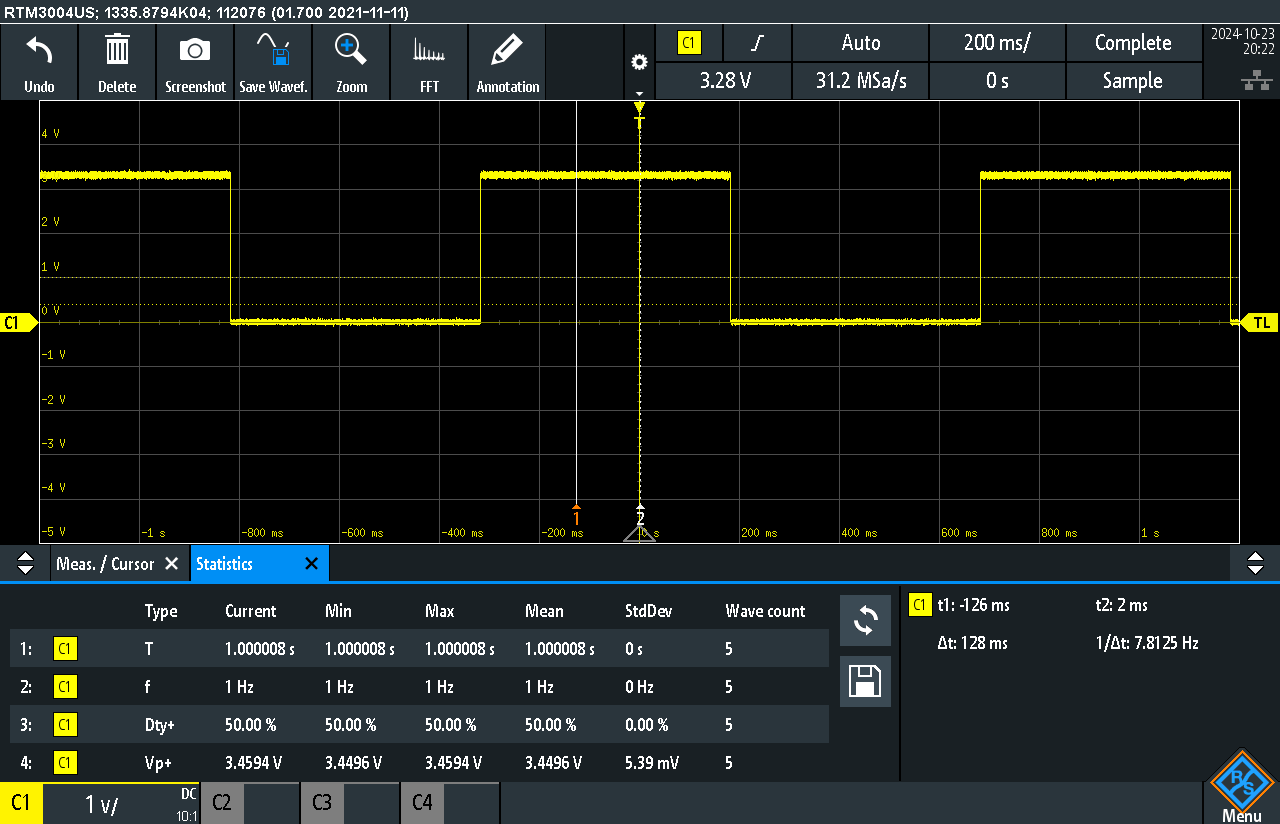 RTM3004US; 1335.8794K04; 112076 (01.700 2021-11-11)
Undo Delete Screenshot Save Wavef. Zoom FFT Annotation
C1 Auto 200 ms/ Complete
3.28 V 31.2 MSa/s 0 s Sample
2024-10-23
20:22
T
4 V
2 V
1 V
0 V
C1
TL
-1 V
-2 V
-3 V
-4 V
-5 V
1 2
-1 s -800 ms -600 ms -400 ms -200 ms 0 s 200 ms 400 ms 600 ms 800 ms 1 s
Meas. / Cursor Statistics
Type Current Min Max Mean StdDev Wave count
1: C1 T 1.000008 s 1.000008 s 1.000008 s 1.000008 s 0 s 5
2: C1 f 1 Hz 1 Hz 1 Hz 1 Hz 0 Hz 5
3: C1 Dty+ 50.00 % 50.00 % 50.00 % 50.00 % 0.00 % 5
4: C1 Vp+ 3.4594 V 3.4496 V 3.4594 V 3.4496 V 5.39 mV 5
C1 t1: -126 ms t2: 2 ms
Δt: 128 ms 1/Δt: 7.8125 Hz
C1 1 V/ DC 10:1 C2 C3 C4
R&S
Menu